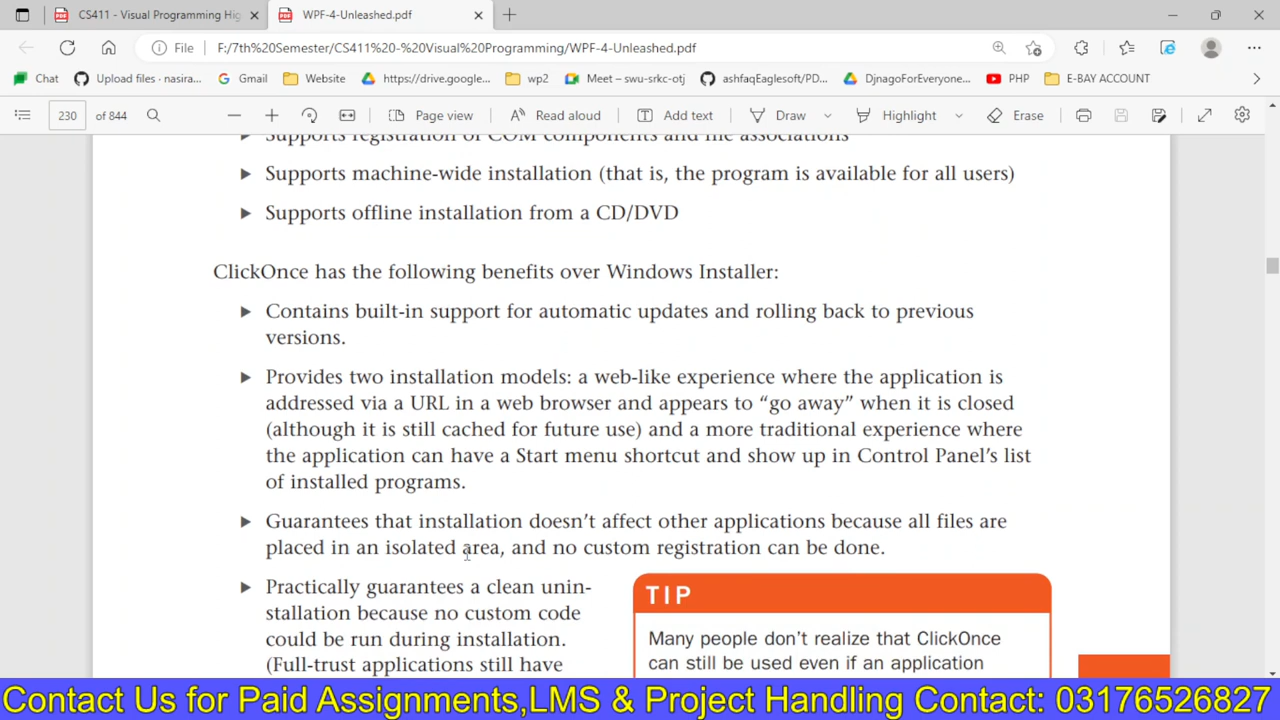 CS411 - Visual Programming Hig
WPF-4-Unleashed.pdf
File
F:/7th%20Semester/CS411%20-%20Visual%20Programming/WPF-4-Unleashed.pdf
Chat
Upload files · nasira...
Gmail
Website
https://drive.google...
wp2
Meet – swu-srkc-otj
ashfaqEaglesoft/PD...
DjnagoForEveryone...
PHP
E-BAY ACCOUNT
230 of 844
Page view
Read aloud
Add text
Draw
Highlight
Erase
Supports registration of COM components and file associations
Supports machine-wide installation (that is, the program is available for all users)
Supports offline installation from a CD/DVD
ClickOnce has the following benefits over Windows Installer:
Contains built-in support for automatic updates and rolling back to previous
versions.
Provides two installation models: a web-like experience where the application is
addressed via a URL in a web browser and appears to “go away” when it is closed
(although it is still cached for future use) and a more traditional experience where
the application can have a Start menu shortcut and show up in Control Panel’s list
of installed programs.
Guarantees that installation doesn’t affect other applications because all files are
placed in an isolated area, and no custom registration can be done.
Practically guarantees a clean unin-
stallation because no custom code
could be run during installation.
(Full-trust applications still have
TIP
Many people don’t realize that ClickOnce
can still be used even if an application
Contact Us for Paid Assignments,LMS & Project Handling Contact: 03176526827